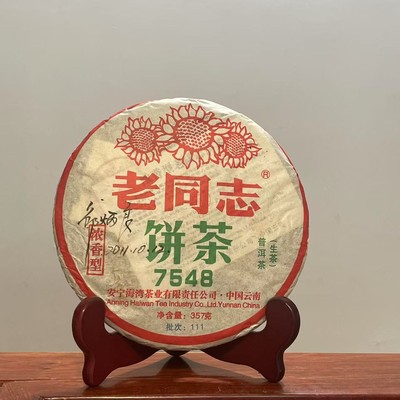 老同志®
饼茶
7548
普洱茶
（生茶）
浓香型
2011.10.
安宁海湾茶业有限责任公司·中国云南
Anning Haiwan Tea Industry Co.,Ltd.Yunnan China
净含量：357克
批次：111